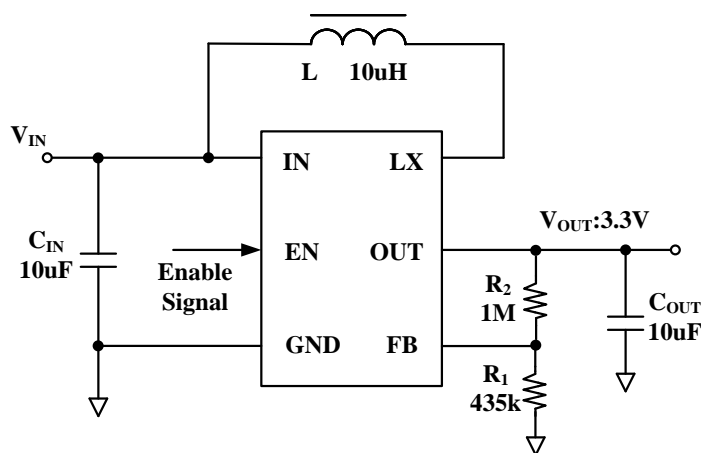 L 10uH
VIN
IN
LX
VOUT:3.3V
CIN
10uF
EN
OUT
Enable
Signal
R2
1M
COUT
10uF
GND
FB
R1
435k